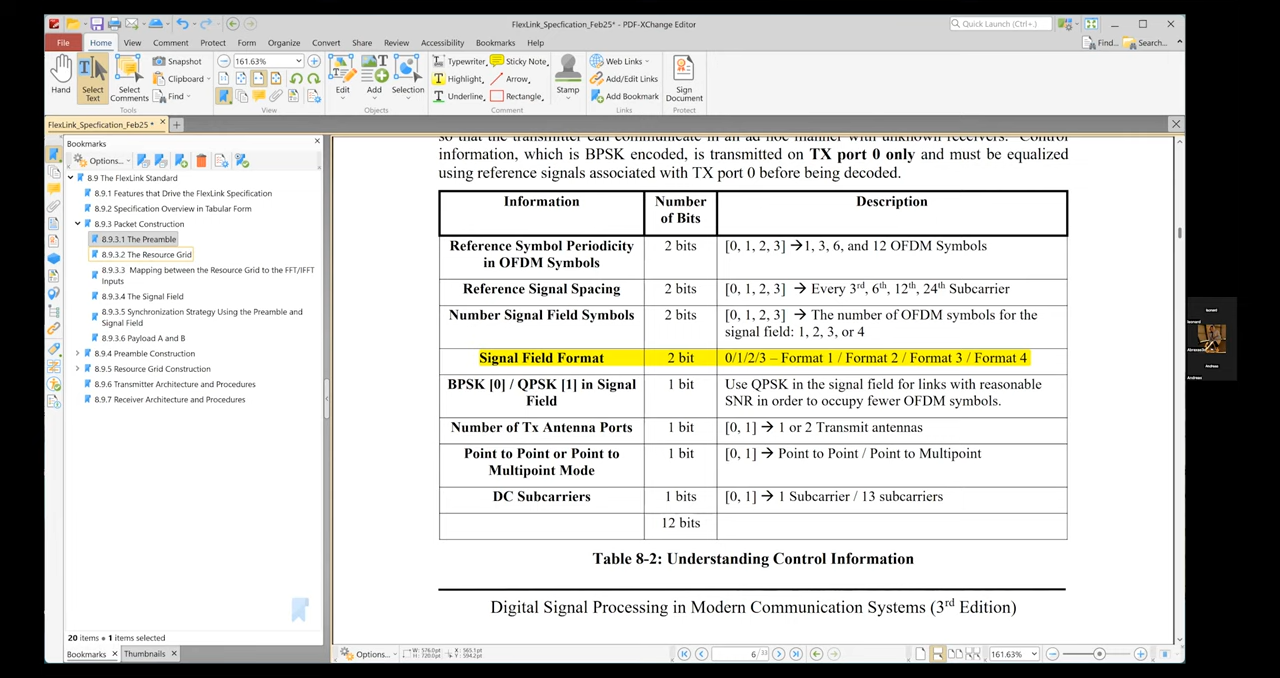 FlexLink_Specfication_Feb25 * - PDF-XChange Editor
Quick Launch (Ctrl+.)
File Home View Comment Protect Form Organize Convert Share Review Accessibility Bookmarks Help
Find... Search...
Hand
Select Text
Select Comments
Snapshot
Clipboard
Find
Tools
161.63%
View
Edit
Add
Selection
Objects
Typewriter
Highlight
Underline
Sticky Note
Arrow
Rectangle
Stamp
Comment
Web Links
Add/Edit Links
Add Bookmark
Links
Sign Document
Protect
FlexLink_Specfication_Feb25 *
Bookmarks
Options...
8.9 The FlexLink Standard
8.9.1 Features that Drive the FlexLink Specification
8.9.2 Specification Overview in Tabular Form
8.9.3 Packet Construction
8.9.3.1 The Preamble
8.9.3.2 The Resource Grid
8.9.3.3 Mapping between the Resource Grid to the FFT/IFFT
Inputs
8.9.3.4 The Signal Field
8.9.3.5 Synchronization Strategy Using the Preamble and
Signal Field
8.9.3.6 Payload A and B
8.9.4 Preamble Construction
8.9.5 Resource Grid Construction
8.9.6 Transmitter Architecture and Procedures
8.9.7 Receiver Architecture and Procedures
20 items • 1 items selected
Bookmarks Thumbnails
so that the transmitter can communicate in an ad hoc manner with unknown receivers. Control
information, which is BPSK encoded, is transmitted on TX port 0 only and must be equalized
using reference signals associated with TX port 0 before being decoded.
Information Number of Bits Description
Reference Symbol Periodicity in OFDM Symbols 2 bits [0, 1, 2, 3] →1, 3, 6, and 12 OFDM Symbols
Reference Signal Spacing 2 bits [0, 1, 2, 3] → Every 3rd, 6th, 12th, 24th Subcarrier
Number Signal Field Symbols 2 bits [0, 1, 2, 3] → The number of OFDM symbols for the
signal field: 1, 2, 3, or 4
Signal Field Format 2 bit 0/1/2/3 – Format 1 / Format 2 / Format 3 / Format 4
BPSK [0] / QPSK [1] in Signal Field 1 bit Use QPSK in the signal field for links with reasonable
SNR in order to occupy fewer OFDM symbols.
Number of Tx Antenna Ports 1 bit [0, 1] → 1 or 2 Transmit antennas
Point to Point or Point to Multipoint Mode 1 bit [0, 1] → Point to Point / Point to Multipoint
DC Subcarriers 1 bits [0, 1] → 1 Subcarrier / 13 subcarriers
12 bits
Table 8-2: Understanding Control Information
Digital Signal Processing in Modern Communication Systems (3rd Edition)
Options... 6 / 33 161.63%
Andreas